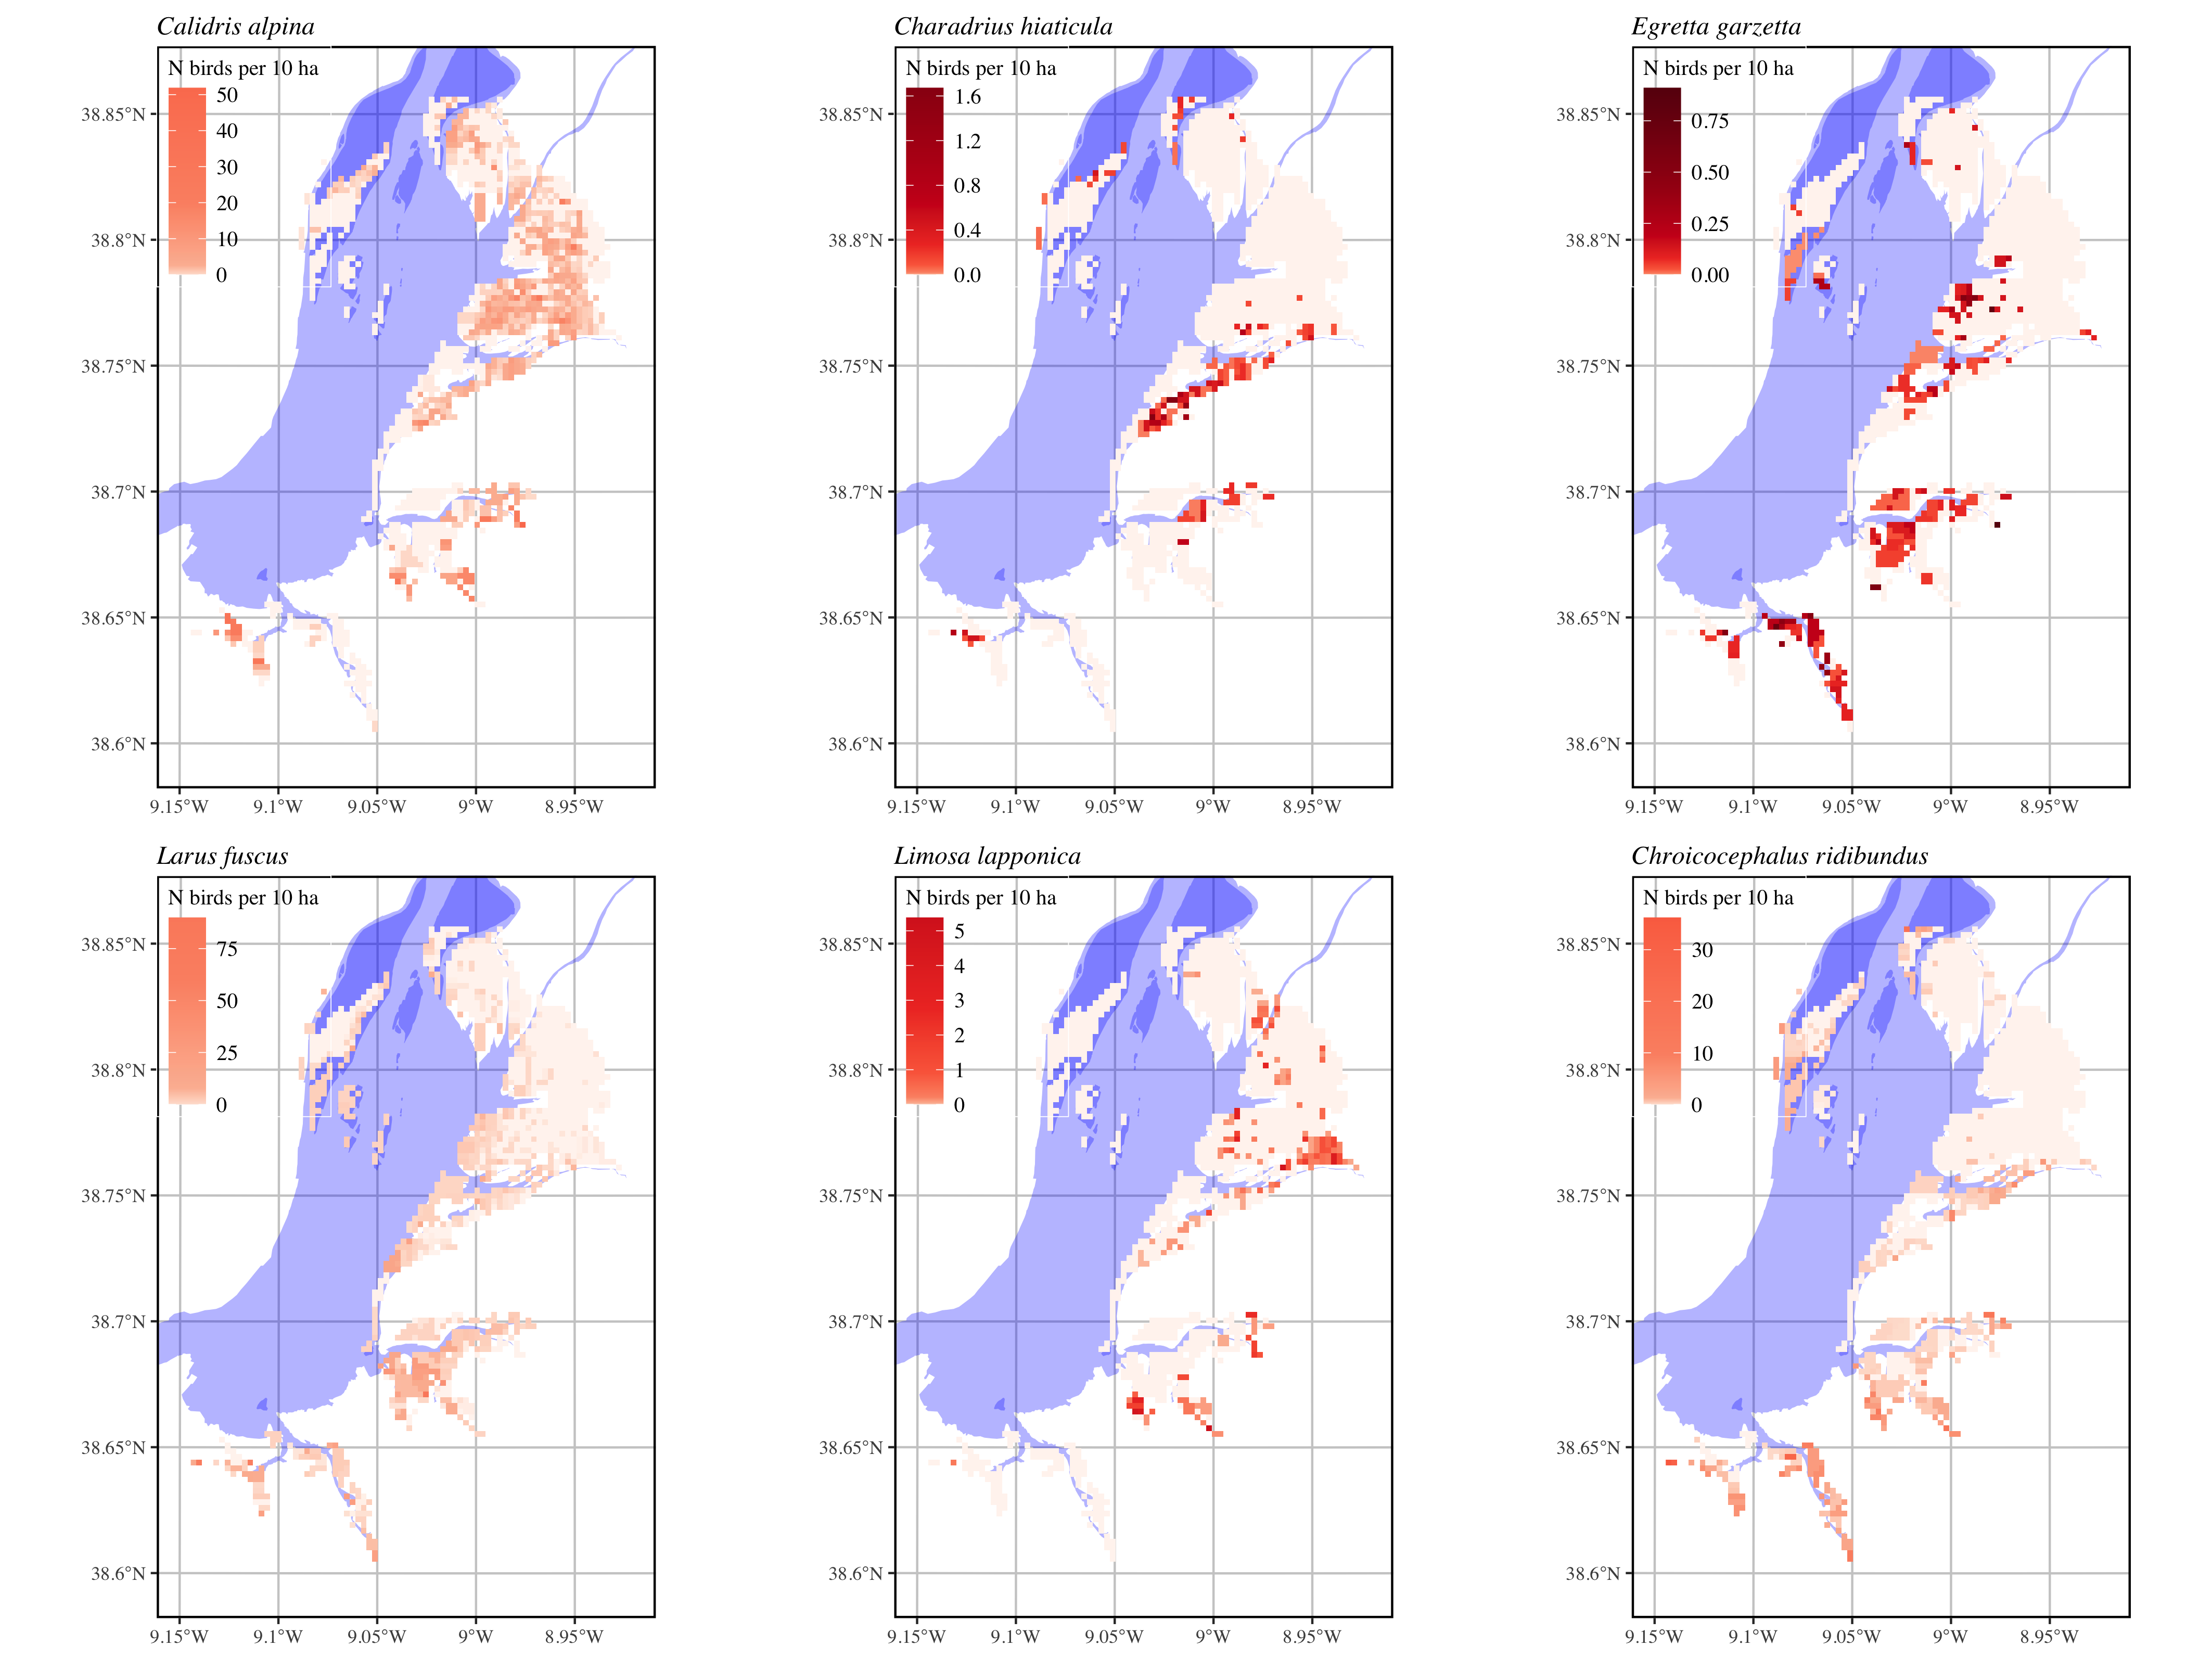 Calidris alpina
N birds per 10 ha
50
40
30
20
10
0
38.85°N
38.8°N
38.75°N
38.7°N
38.65°N
38.6°N
9.15°W 9.1°W 9.05°W 9°W 8.95°W
Charadrius hiaticula
N birds per 10 ha
1.6
1.2
0.8
0.4
0.0
38.85°N
38.8°N
38.75°N
38.7°N
38.65°N
38.6°N
9.15°W 9.1°W 9.05°W 9°W 8.95°W
Egretta garzetta
N birds per 10 ha
0.75
0.50
0.25
0.00
38.85°N
38.8°N
38.75°N
38.7°N
38.65°N
38.6°N
9.15°W 9.1°W 9.05°W 9°W 8.95°W
Larus fuscus
N birds per 10 ha
75
50
25
0
38.85°N
38.8°N
38.75°N
38.7°N
38.65°N
38.6°N
9.15°W 9.1°W 9.05°W 9°W 8.95°W
Limosa lapponica
N birds per 10 ha
5
4
3
2
1
0
38.85°N
38.8°N
38.75°N
38.7°N
38.65°N
38.6°N
9.15°W 9.1°W 9.05°W 9°W 8.95°W
Chroicocephalus ridibundus
N birds per 10 ha
30
20
10
0
38.85°N
38.8°N
38.75°N
38.7°N
38.65°N
38.6°N
9.15°W 9.1°W 9.05°W 9°W 8.95°W